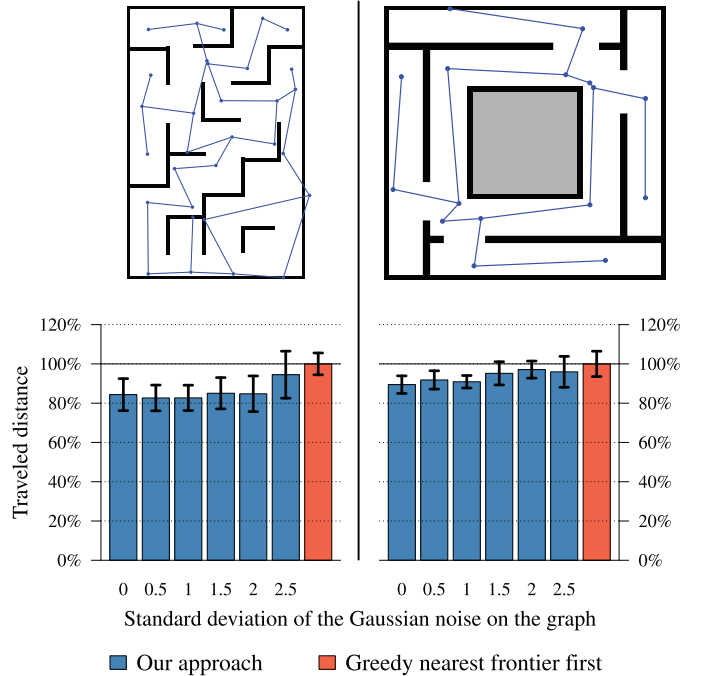 120% 120%
100% 100%
80% 80%
60% 60%
40% 40%
20% 20%
0% 0%
Traveled distance
0 0.5 1 1.5 2 2.5 0 0.5 1 1.5 2 2.5
Standard deviation of the Gaussian noise on the graph
Our approach Greedy nearest frontier first